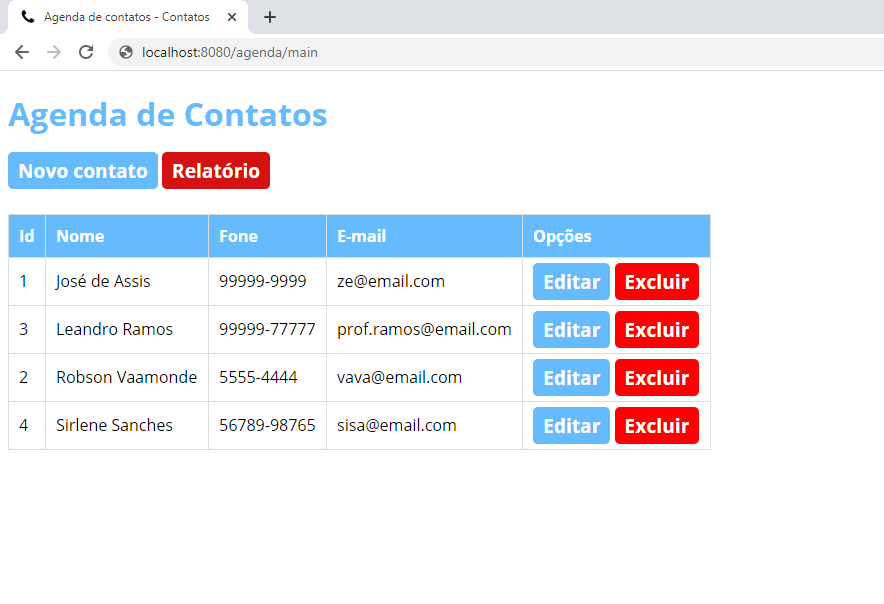 Agenda de contatos - Contatos
localhost:8080/agenda/main
Agenda de Contatos
Novo contato Relatório
Id Nome Fone E-mail Opções
1 José de Assis 99999-9999 ze@email.com Editar Excluir
3 Leandro Ramos 99999-77777 prof.ramos@email.com Editar Excluir
2 Robson Vaamonde 5555-4444 vava@email.com Editar Excluir
4 Sirlene Sanches 56789-98765 sisa@email.com Editar Excluir